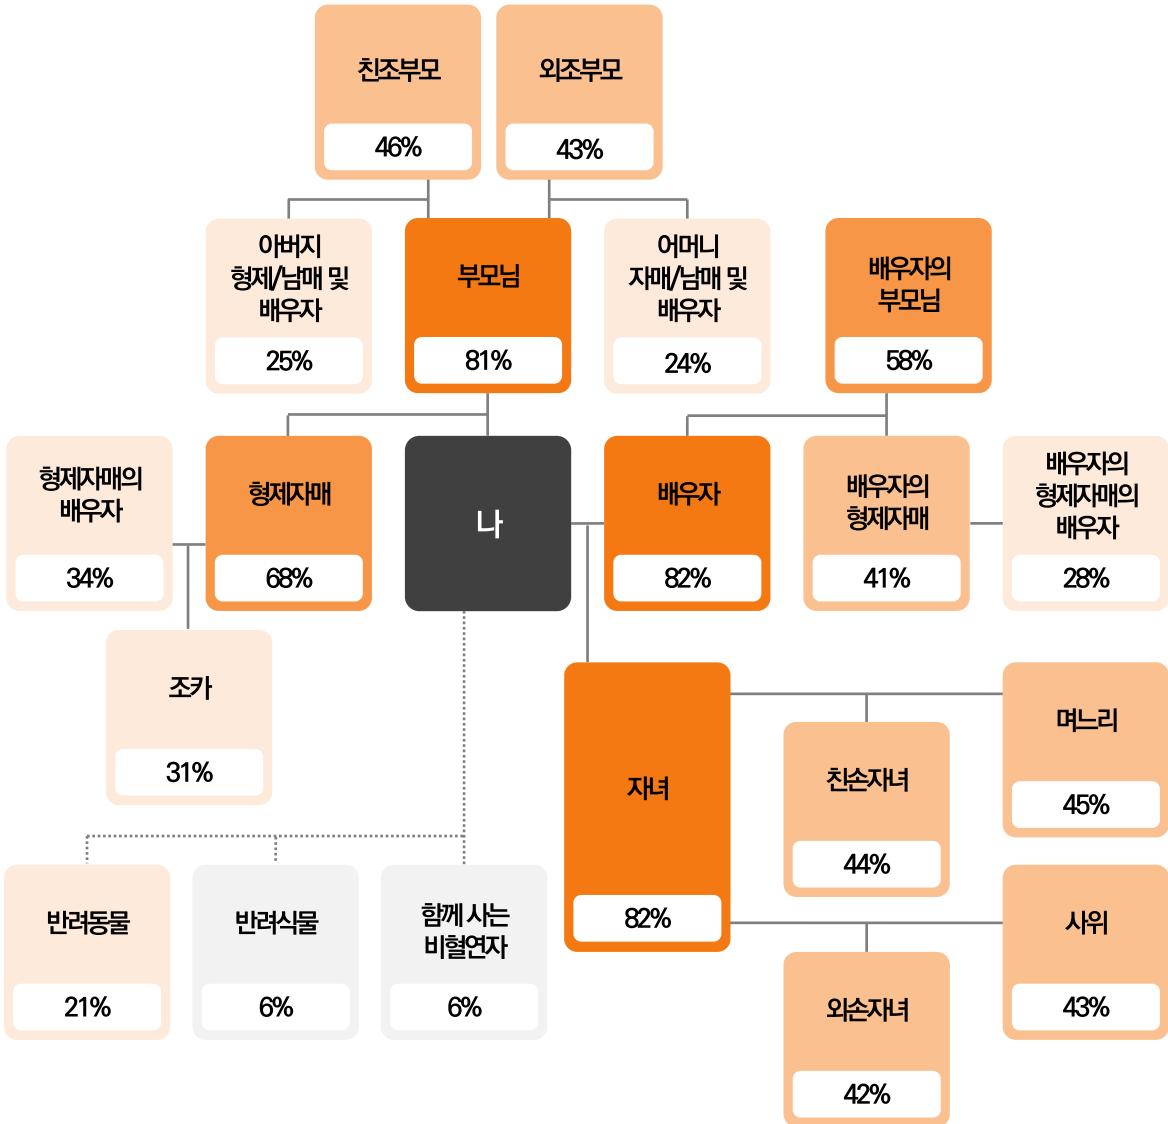 친조부모
46%
외조부모
43%
아버지
형제/남매 및
배우자
25%
부모님
81%
어머니
자매/남매 및
배우자
24%
배우자의
부모님
58%
형제자매의
배우자
34%
형제자매
68%
나
배우자
82%
배우자의
형제자매
41%
배우자의
형제자매의
배우자
28%
조카
31%
자녀
82%
친손자녀
44%
며느리
45%
반려동물
21%
반려식물
6%
함께 사는
비혈연자
6%
외손자녀
42%
사위
43%